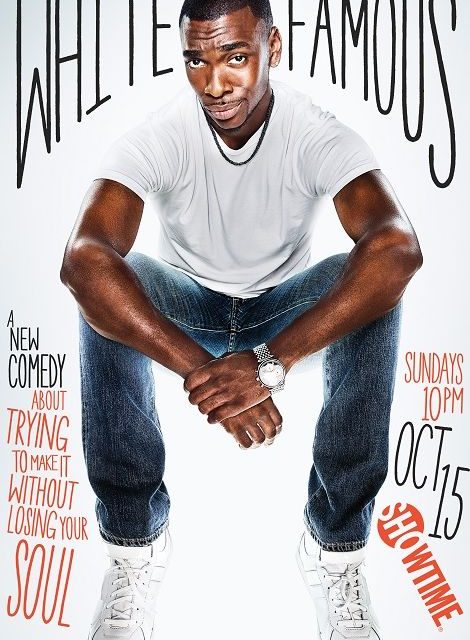 WHITE FAMOUS
A
NEW
COMEDY
ABOUT
TRYING
TO MAKE IT
WITHOUT
LOSING YOUR
SOUL
SUNDAYS
10PM
OCT 15
SHOWTIME®